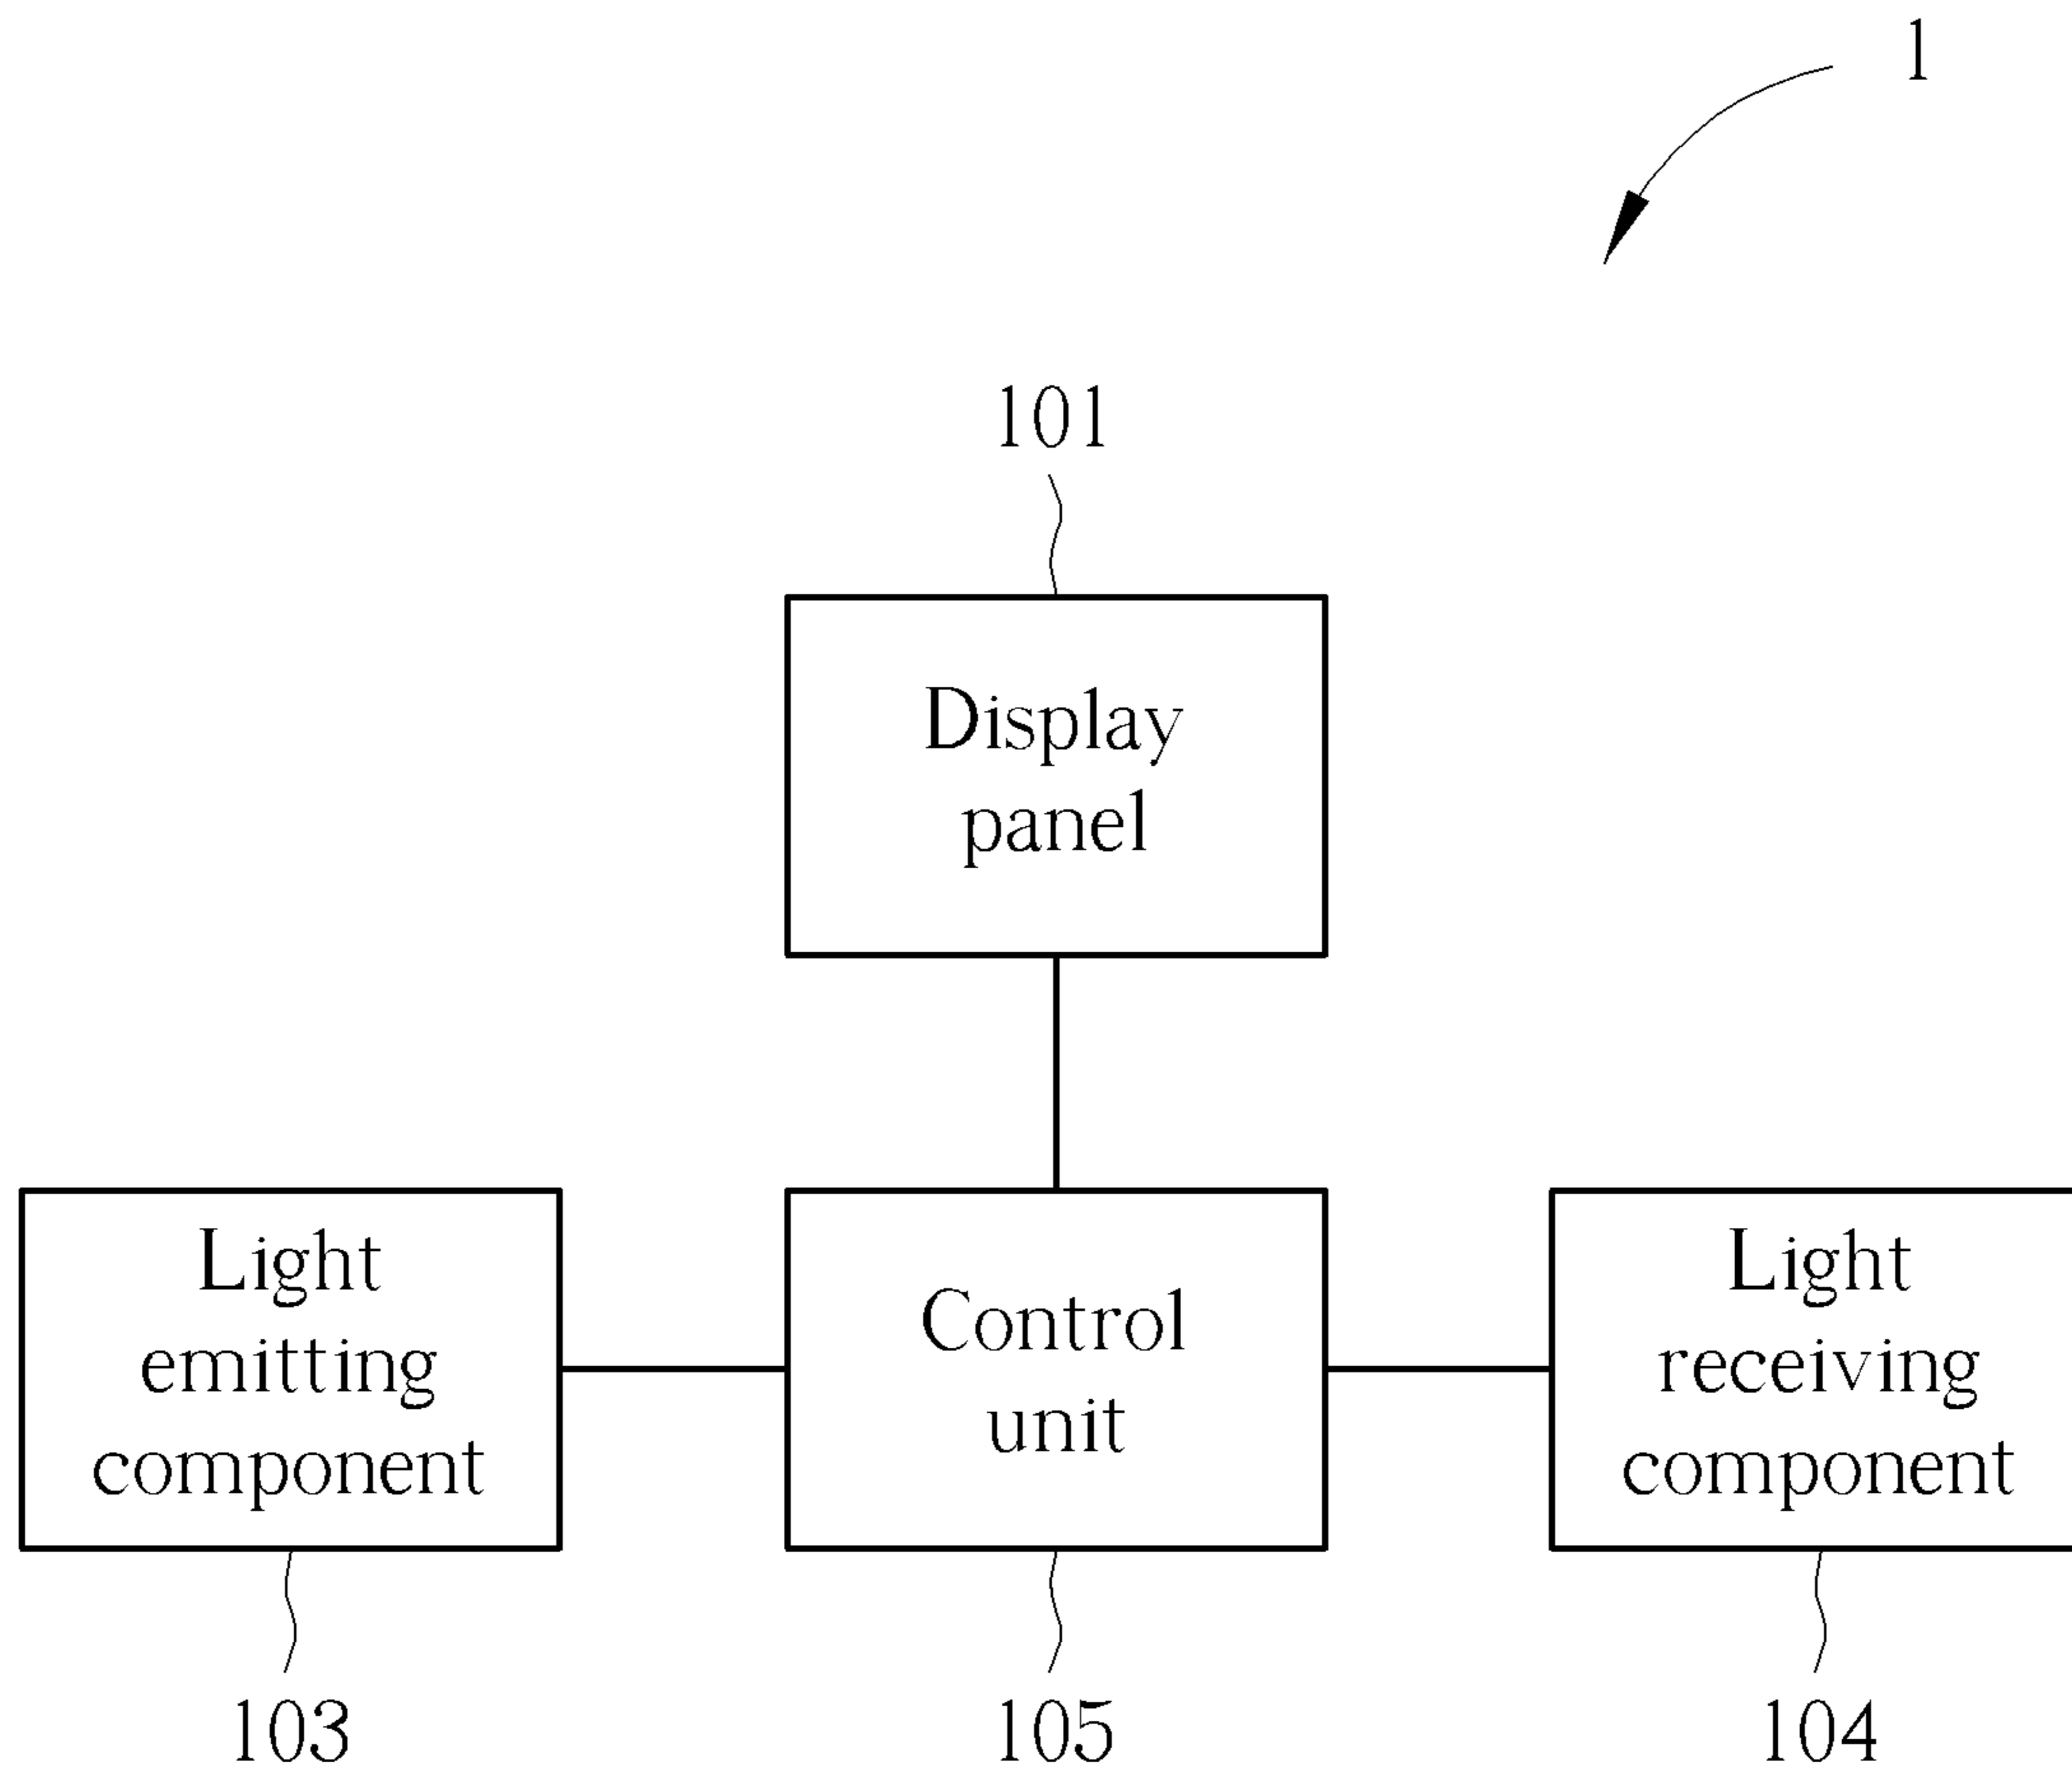 1
101
Display
panel
Light
emitting
component
Control
unit
Light
receiving
component
103
105
104